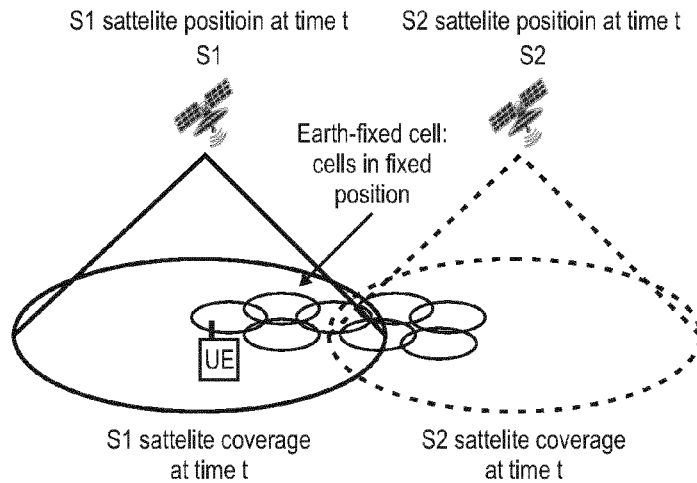 S1 sattelite positioin at time t
S1
S2 sattelite positioin at time t
S2
Earth-fixed cell:
cells in fixed
position
UE
S1 sattelite coverage
at time t
S2 sattelite coverage
at time t